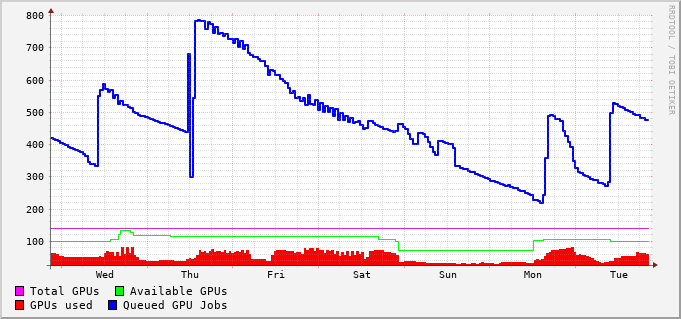 800
700
600
500
400
300
200
100
Wed Thu Fri Sat Sun Mon Tue
Total GPUs Available GPUs
GPUs used Queued GPU Jobs
RRDTOOL / TOBI OETIKER